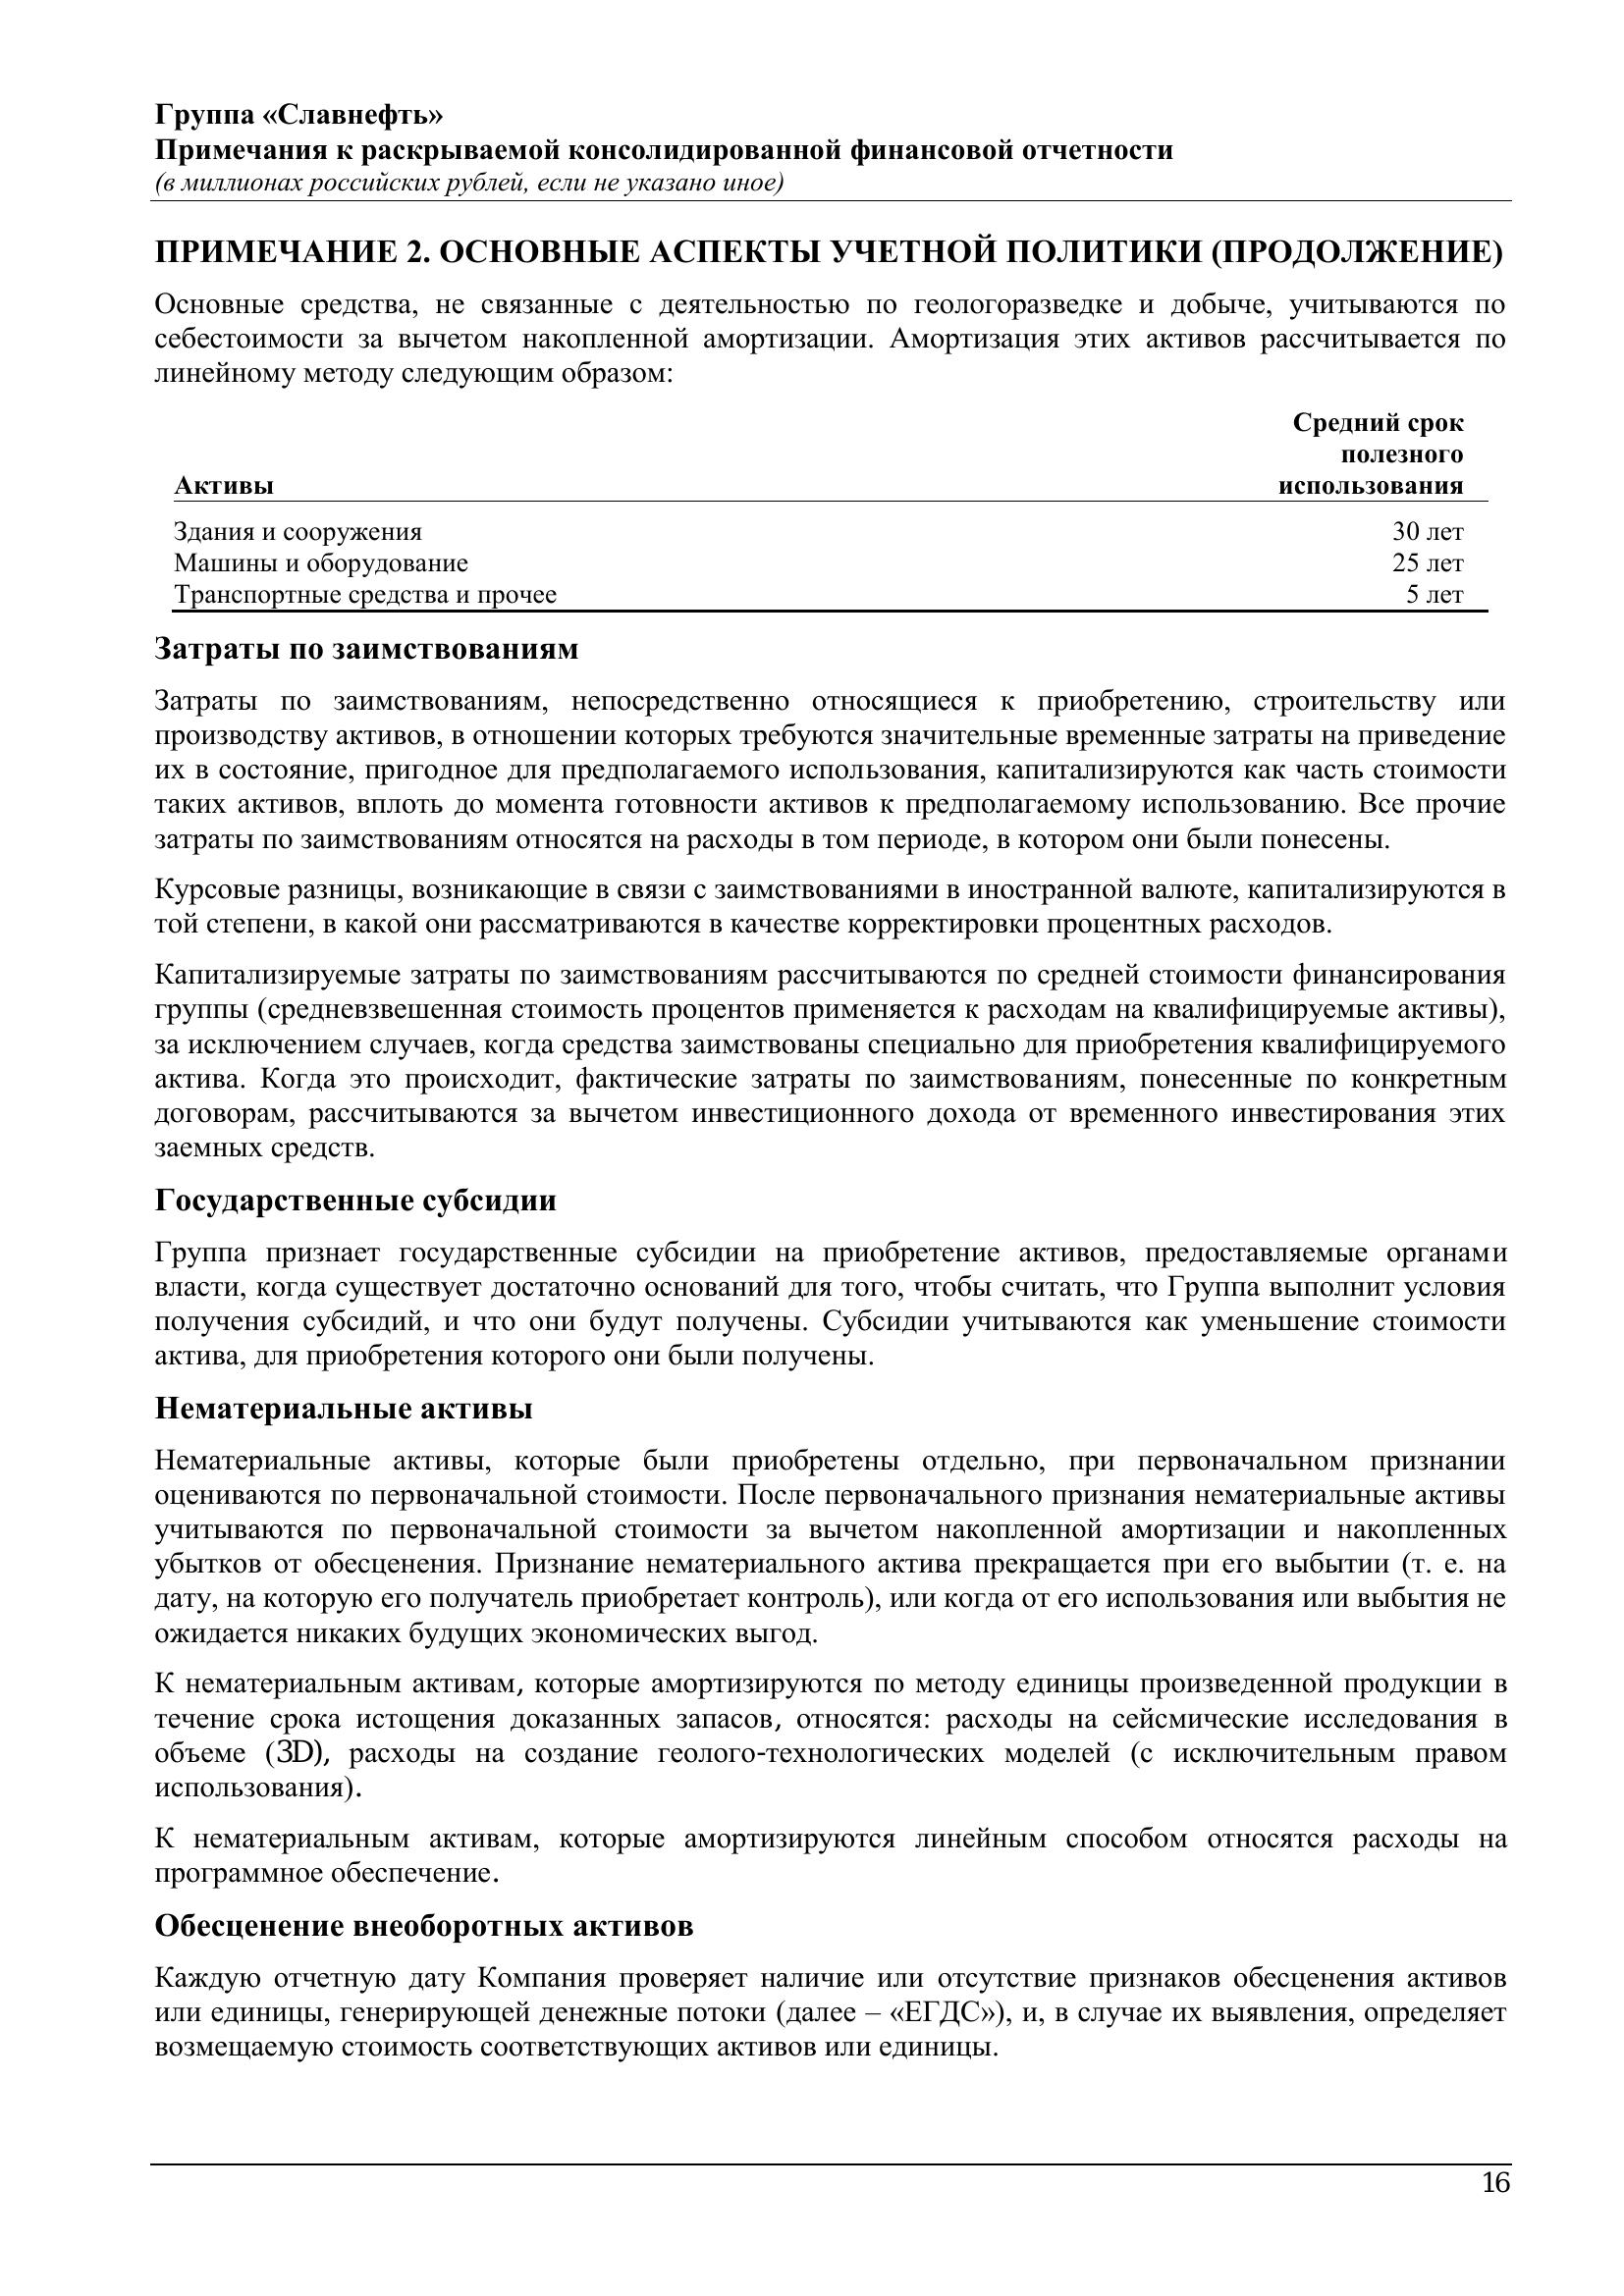 Группа «Славнефть»
Примечания к раскрываемой консолидированной финансовой отчетности
(в миллионах российских рублей, если не указано иное)
ПРИМЕЧАНИЕ 2. ОСНОВНЫЕ АСПЕКТЫ УЧЕТНОЙ ПОЛИТИКИ (ПРОДОЛЖЕНИЕ)
Основные средства, не связанные с деятельностью по геологоразведке и добыче, учитываются по
себестоимости за вычетом накопленной амортизации. Амортизация этих активов рассчитывается по
линейному методу следующим образом:
Средний срок
полезного
Активы использования
Здания и сооружения 30 лет
Машины и оборудование 25 лет
Транспортные средства и прочее 5 лет
Затраты по заимствованиям
Затраты по заимствованиям, непосредственно относящиеся к приобретению, строительству или
производству активов, в отношении которых требуются значительные временные затраты на приведение
их в состояние, пригодное для предполагаемого использования, капитализируются как часть стоимости
таких активов, вплоть до момента готовности активов к предполагаемому использованию. Все прочие
затраты по заимствованиям относятся на расходы в том периоде, в котором они были понесены.
Курсовые разницы, возникающие в связи с заимствованиями в иностранной валюте, капитализируются в
той степени, в какой они рассматриваются в качестве корректировки процентных расходов.
Капитализируемые затраты по заимствованиям рассчитываются по средней стоимости финансирования
группы (средневзвешенная стоимость процентов применяется к расходам на квалифицируемые активы),
за исключением случаев, когда средства заимствованы специально для приобретения квалифицируемого
актива. Когда это происходит, фактические затраты по заимствованиям, понесенные по конкретным
договорам, рассчитываются за вычетом инвестиционного дохода от временного инвестирования этих
заемных средств.
Государственные субсидии
Группа признает государственные субсидии на приобретение активов, предоставляемые органами
власти, когда существует достаточно оснований для того, чтобы считать, что Группа выполнит условия
получения субсидий, и что они будут получены. Субсидии учитываются как уменьшение стоимости
актива, для приобретения которого они были получены.
Нематериальные активы
Нематериальные активы, которые были приобретены отдельно, при первоначальном признании
оцениваются по первоначальной стоимости. После первоначального признания нематериальные активы
учитываются по первоначальной стоимости за вычетом накопленной амортизации и накопленных
убытков от обесценения. Признание нематериального актива прекращается при его выбытии (т. е. на
дату, на которую его получатель приобретает контроль), или когда от его использования или выбытия не
ожидается никаких будущих экономических выгод.
К нематериальным активам, которые амортизируются по методу единицы произведенной продукции в
течение срока истощения доказанных запасов, относятся: расходы на сейсмические исследования в
объеме (3D), расходы на создание геолого-технологических моделей (с исключительным правом
использования).
К нематериальным активам, которые амортизируются линейным способом относятся расходы на
программное обеспечение.
Обесценение внеоборотных активов
Каждую отчетную дату Компания проверяет наличие или отсутствие признаков обесценения активов
или единицы, генерирующей денежные потоки (далее – «ЕГДС»), и, в случае их выявления, определяет
возмещаемую стоимость соответствующих активов или единицы.
16